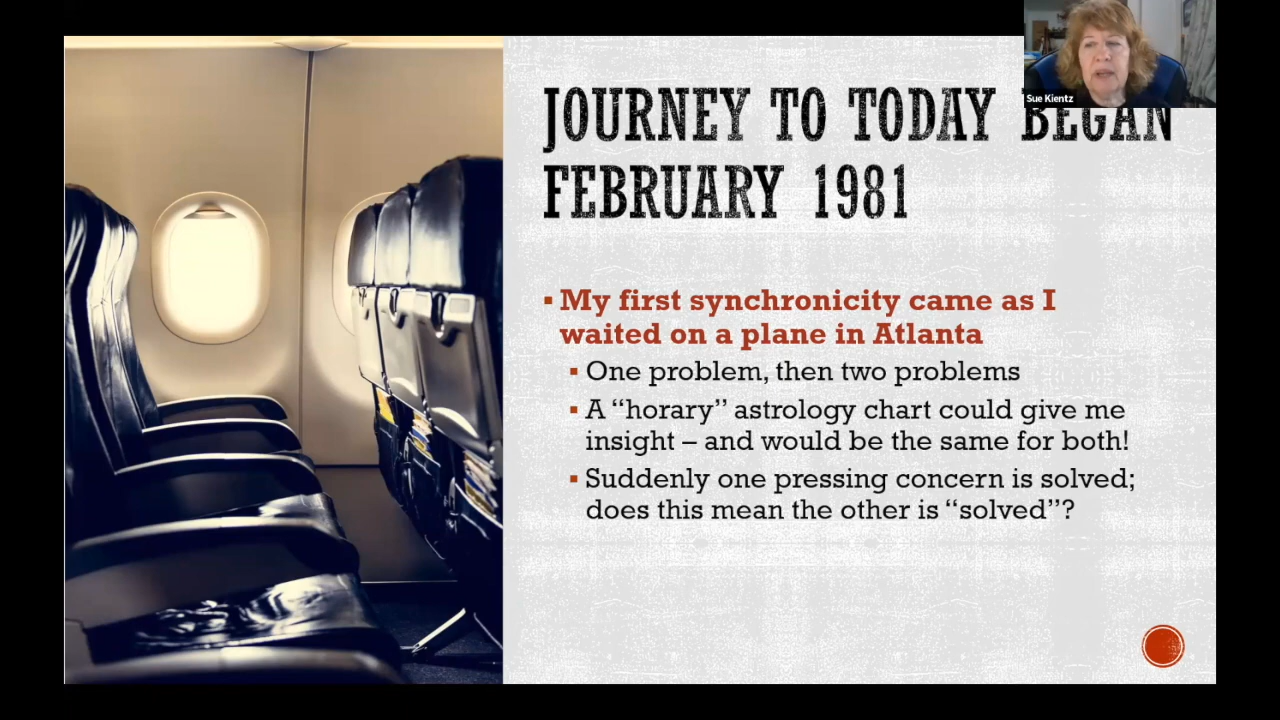 Sue Kientz
JOURNEY TO TODAY BEGAN
FEBRUARY 1981
▪ My first synchronicity came as I
waited on a plane in Atlanta
▪ One problem, then two problems
▪ A “horary” astrology chart could give me
insight – and would be the same for both!
▪ Suddenly one pressing concern is solved;
does this mean the other is “solved”?